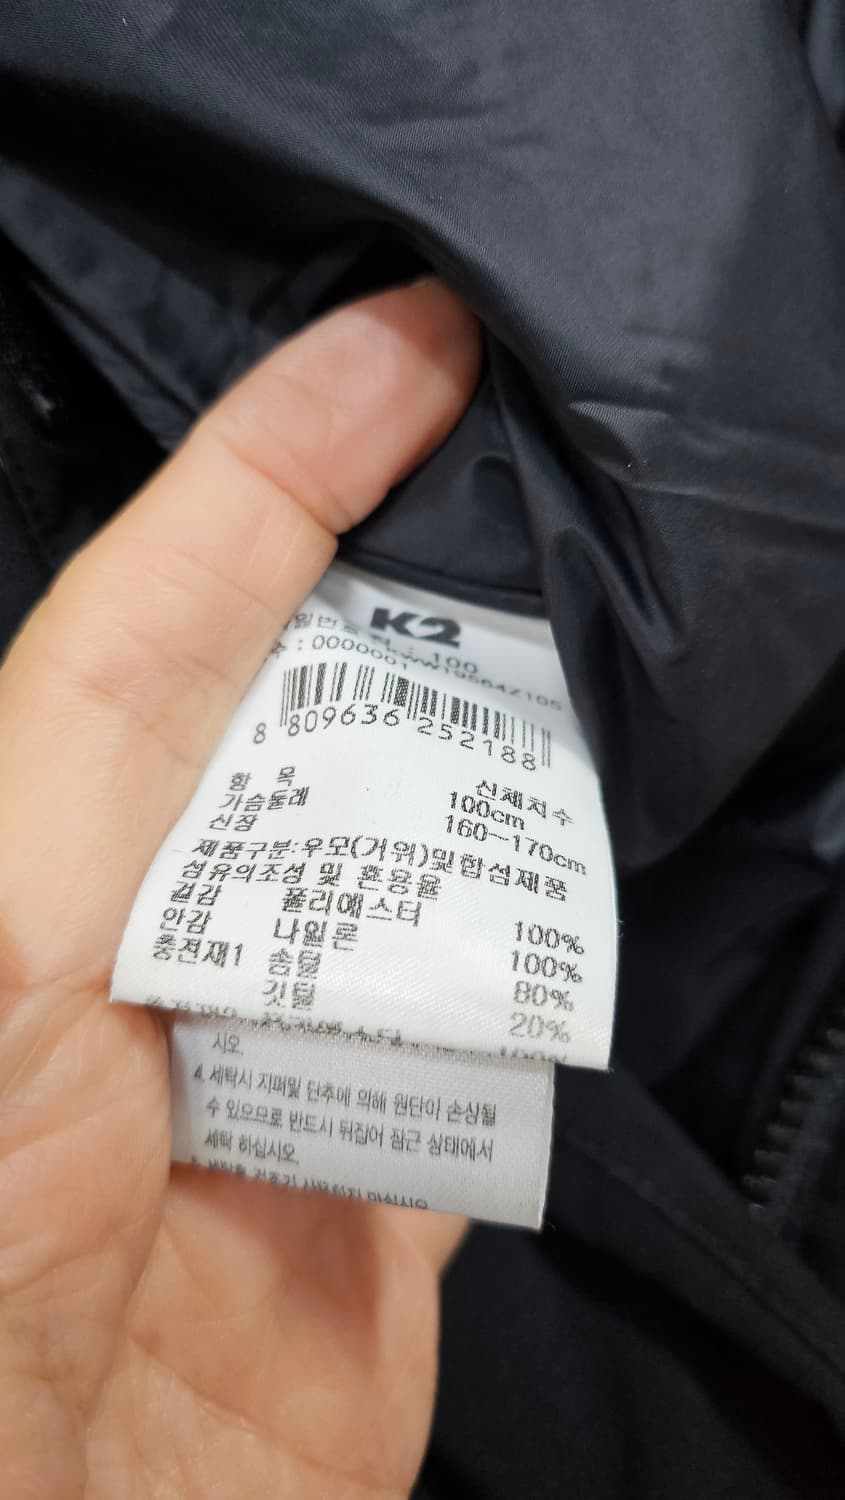 K2
: 100
: 0000001
KWW19564Z105
8 809636 252188
항 목 신체치수
가슴둘레 100cm
신장 160~170cm
제품구분:우모(거위)및합섬제품
섬유의조성 및 혼용율
겉감 폴리에스터 100%
안감 나일론 100%
충전재1 솜털 80%
깃털 20%
시오.
4. 세탁시 지퍼및 단추에 의해 원단이 손상될
수 있으므로 반드시 뒤집어 잠근 상태에서
세탁 하십시오.